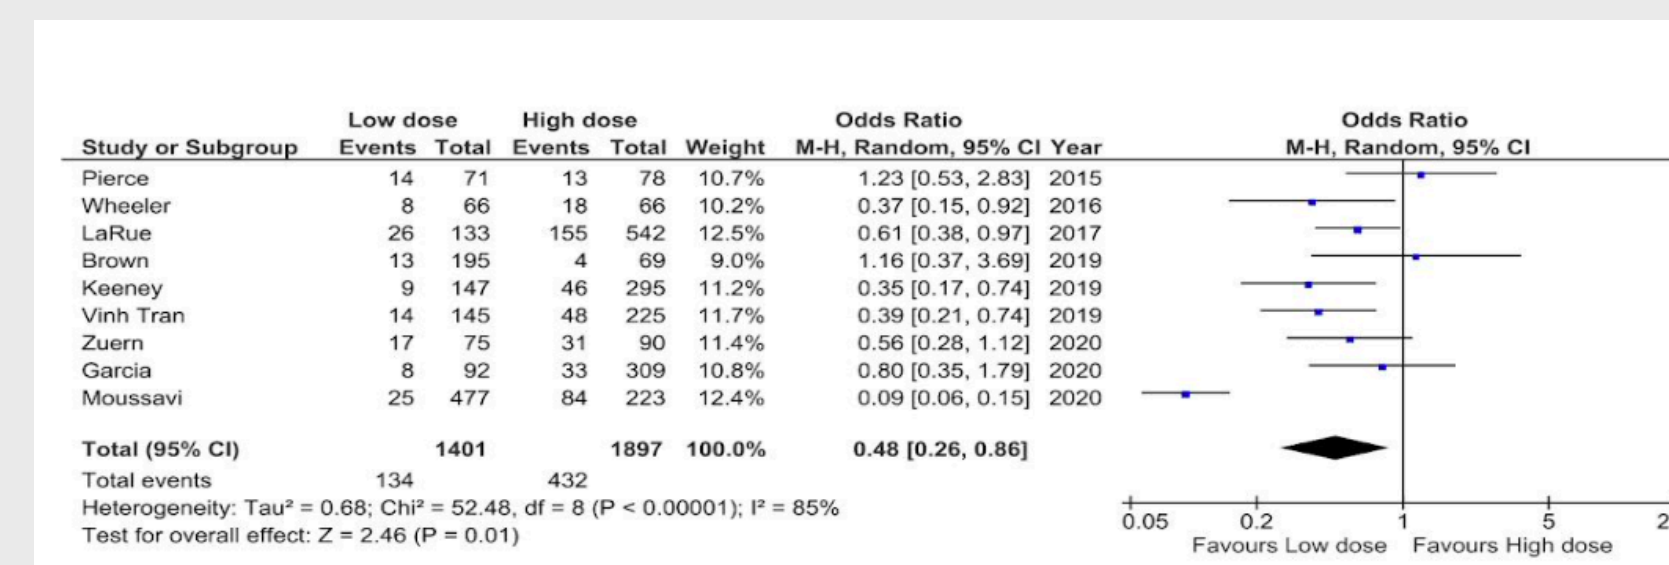 Low dose High dose Odds Ratio Odds Ratio
Study or Subgroup Events Total Events Total Weight M-H, Random, 95% CI Year M-H, Random, 95% CI
Pierce 14 71 13 78 10.7% 1.23 [0.53, 2.83] 2015
Wheeler 8 66 18 66 10.2% 0.37 [0.15, 0.92] 2016
LaRue 26 133 155 542 12.5% 0.61 [0.38, 0.97] 2017
Brown 13 195 4 69 9.0% 1.16 [0.37, 3.69] 2019
Keeney 9 147 46 295 11.2% 0.35 [0.17, 0.74] 2019
Vinh Tran 14 145 48 225 11.7% 0.39 [0.21, 0.74] 2019
Zuern 17 75 31 90 11.4% 0.56 [0.28, 1.12] 2020
Garcia 8 92 33 309 10.8% 0.80 [0.35, 1.79] 2020
Moussavi 25 477 84 223 12.4% 0.09 [0.06, 0.15] 2020
Total (95% CI) 1401 1897 100.0% 0.48 [0.26, 0.86]
Total events 134 432
Heterogeneity: Tau² = 0.68; Chi² = 52.48, df = 8 (P < 0.00001); I² = 85%
Test for overall effect: Z = 2.46 (P = 0.01)
0.05 0.2 1 5
Favours Low dose Favours High dose